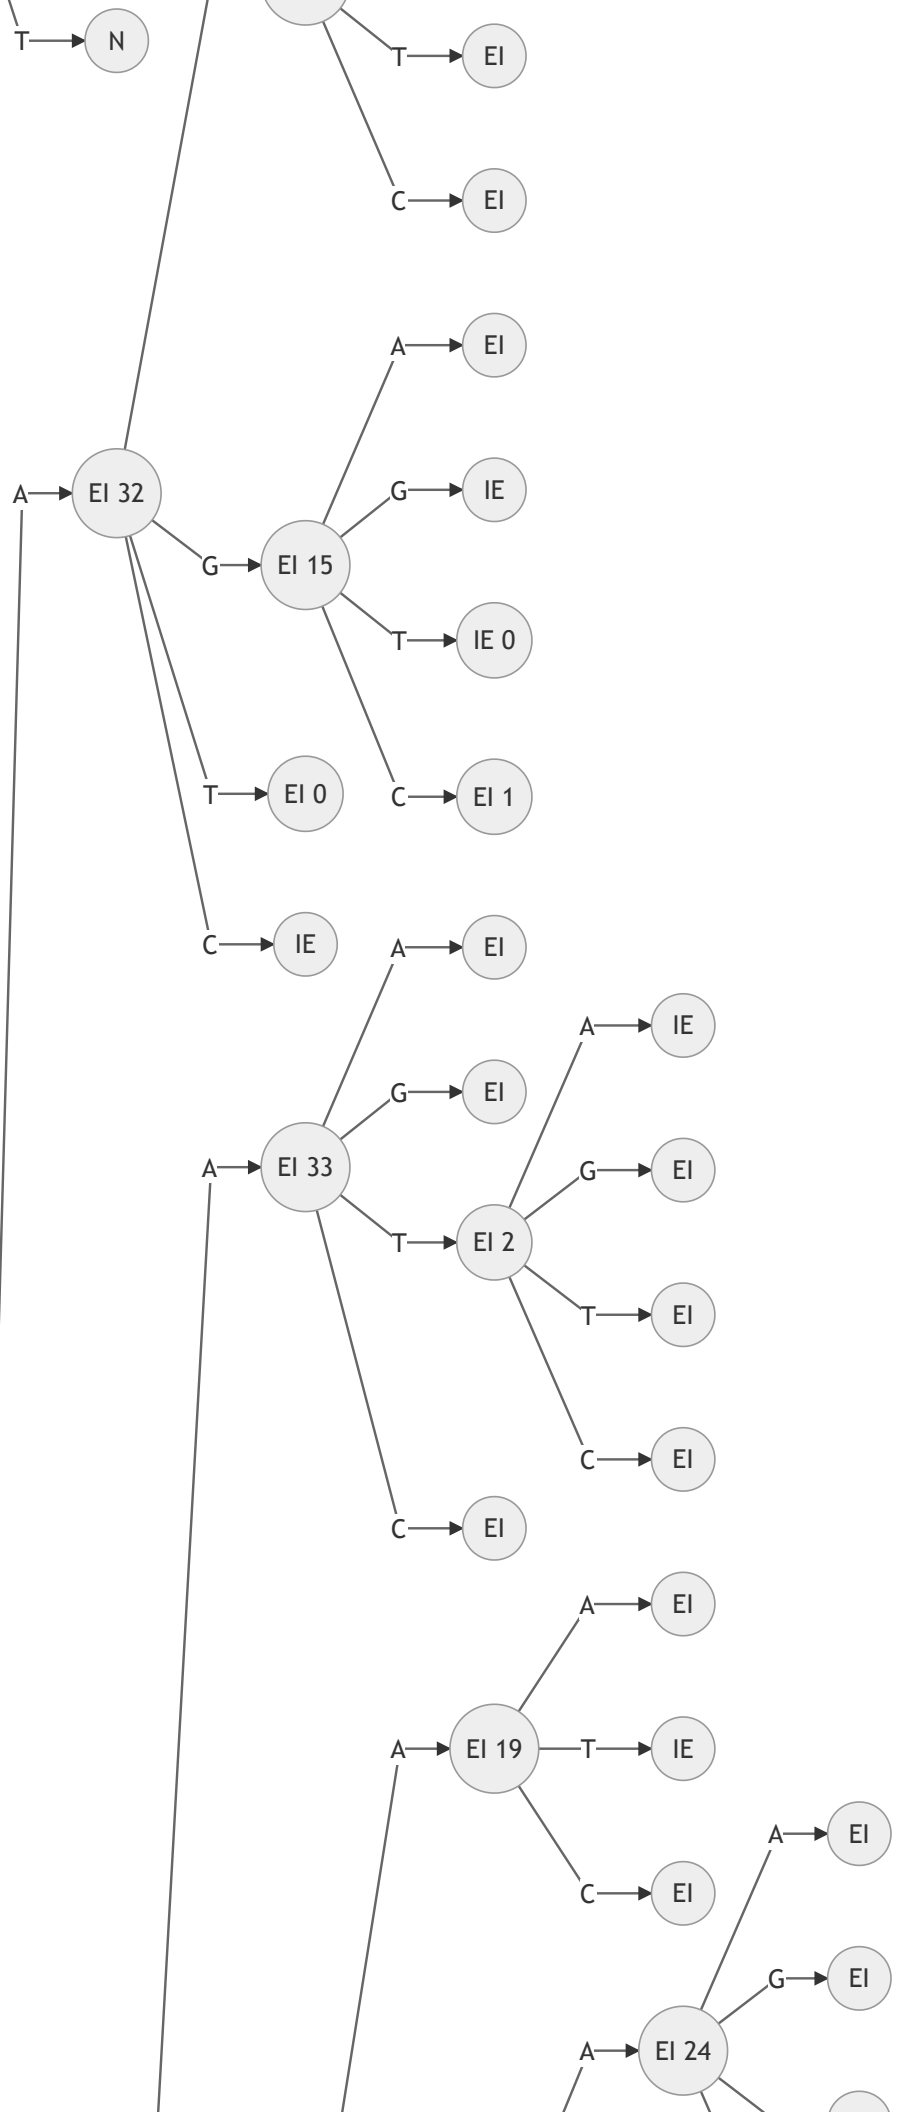 T N
T EI
C EI
A EI
G IE
A EI 32
G EI 15
T IE 0
T EI 0
C EI 1
C IE
A EI
A IE
G EI
A EI 33
G EI
T EI 2
T EI
C EI
C EI
A EI
A EI 19
T IE
A EI
C EI
G EI
A EI 24